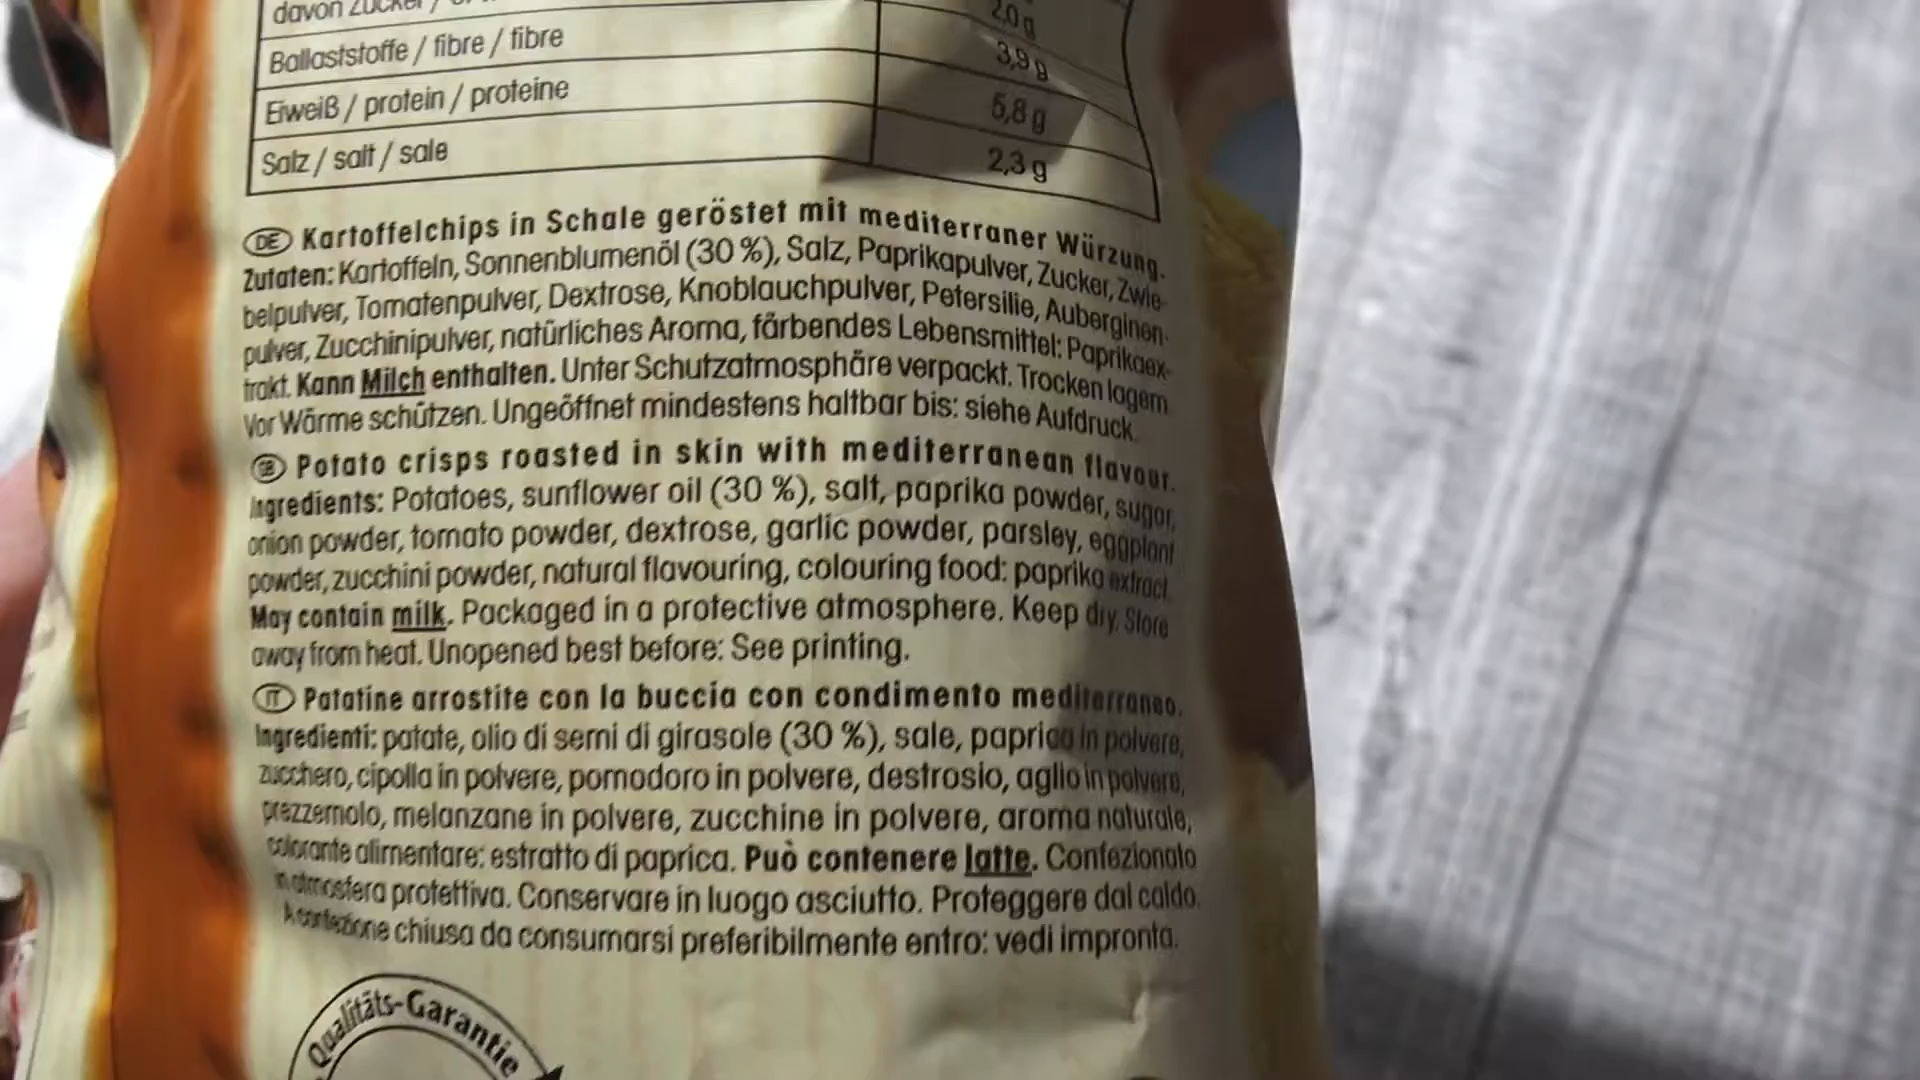 davon Zucker /
2,0 g
Ballaststoffe / fibre / fibre
3,9 g
Eiweiß / protein / proteine
5,8 g
Salz / salt / sale
2,3 g
DE Kartoffelchips in Schale geröstet mit mediterraner Würzung.
Zutaten: Kartoffeln, Sonnenblumenöl (30 %), Salz, Paprikapulver, Zucker, Zwie-
belpulver, Tomatenpulver, Dextrose, Knoblauchpulver, Petersilie, Auberginen-
pulver, Zucchinipulver, natürliches Aroma, färbendes Lebensmittel: Paprikaex-
trakt. Kann Milch enthalten. Unter Schutzatmosphäre verpackt. Trocken lagern.
Vor Wärme schützen. Ungeöffnet mindestens haltbar bis: siehe Aufdruck.
GB Potato crisps roasted in skin with mediterranean flavour.
Ingredients: Potatoes, sunflower oil (30 %), salt, paprika powder, sugar,
onion powder, tomato powder, dextrose, garlic powder, parsley, eggplant
powder, zucchini powder, natural flavouring, colouring food: paprika extract.
May contain milk. Packaged in a protective atmosphere. Keep dry. Store
away from heat. Unopened best before: See printing.
IT Patatine arrostite con la buccia con condimento mediterraneo.
Ingredienti: patate, olio di semi di girasole (30 %), sale, paprica in polvere,
zucchero, cipolla in polvere, pomodoro in polvere, destrosio, aglio in polvere,
prezzemolo, melanzane in polvere, zucchine in polvere, aroma naturale,
colorante alimentare: estratto di paprica. Può contenere latte. Confezionato
in atmosfera protettiva. Conservare in luogo asciutto. Proteggere dal caldo.
A confezione chiusa da consumarsi preferibilmente entro: vedi impronta.
Qualitäts-Garantie